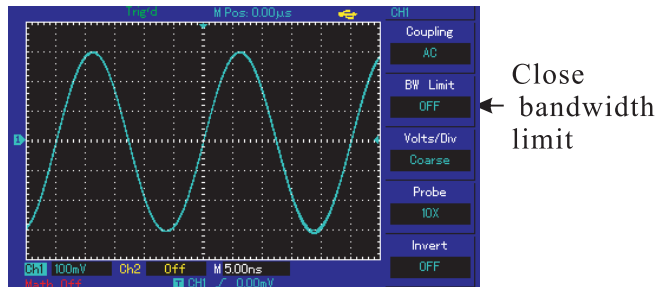 Trig'd M Pos: 0.00μs CH1
Coupling
AC
BW Limit
OFF
Volts/Div
Coarse
Probe
10X
Invert
OFF
1
Ch1 100mV Ch2 Off M 5.00ns
Math Off T CH1 / 0.00mV
Close
bandwidth
limit